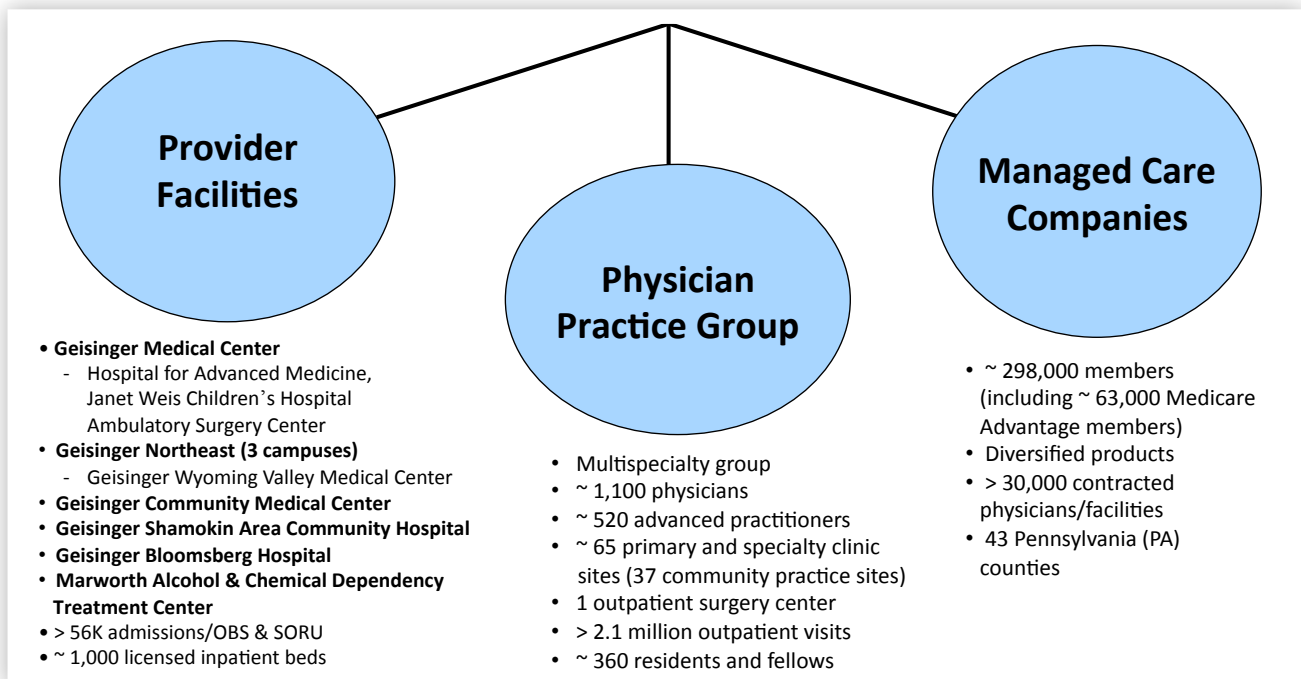 Provider
Facilities
• Geisinger Medical Center
- Hospital for Advanced Medicine,
Janet Weis Children's Hospital
Ambulatory Surgery Center
• Geisinger Northeast (3 campuses)
- Geisinger Wyoming Valley Medical Center
• Geisinger Community Medical Center
• Geisinger Shamokin Area Community Hospital
• Geisinger Bloomsberg Hospital
• Marworth Alcohol & Chemical Dependency
Treatment Center
• > 56K admissions/OBS & SORU
• ~ 1,000 licensed inpatient beds
Physician
Practice Group
• Multispecialty group
• ~ 1,100 physicians
• ~ 520 advanced practitioners
• ~ 65 primary and specialty clinic
sites (37 community practice sites)
• 1 outpatient surgery center
• > 2.1 million outpatient visits
• ~ 360 residents and fellows
Managed Care
Companies
• ~ 298,000 members
(including ~ 63,000 Medicare
Advantage members)
• Diversified products
• > 30,000 contracted
physicians/facilities
• 43 Pennsylvania (PA)
counties